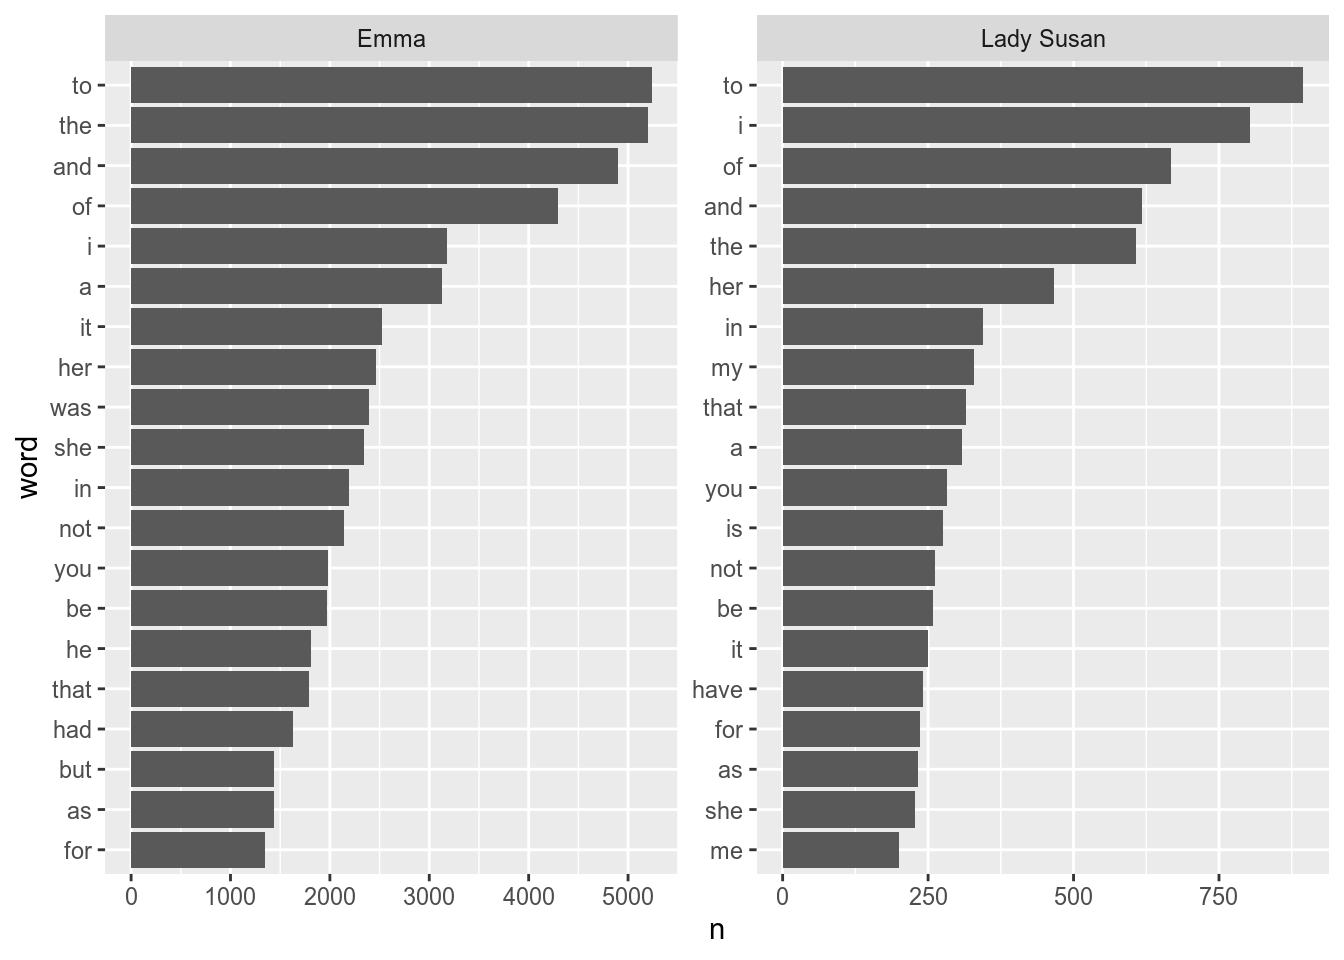 Emma
Lady Susan
word
to
the
and
of
i
a
it
her
was
she
in
not
you
be
he
that
had
but
as
for
0 1000 2000 3000 4000 5000
to
i
of
and
the
her
in
my
that
a
you
is
not
be
it
have
for
as
she
me
0 250 500 750
n